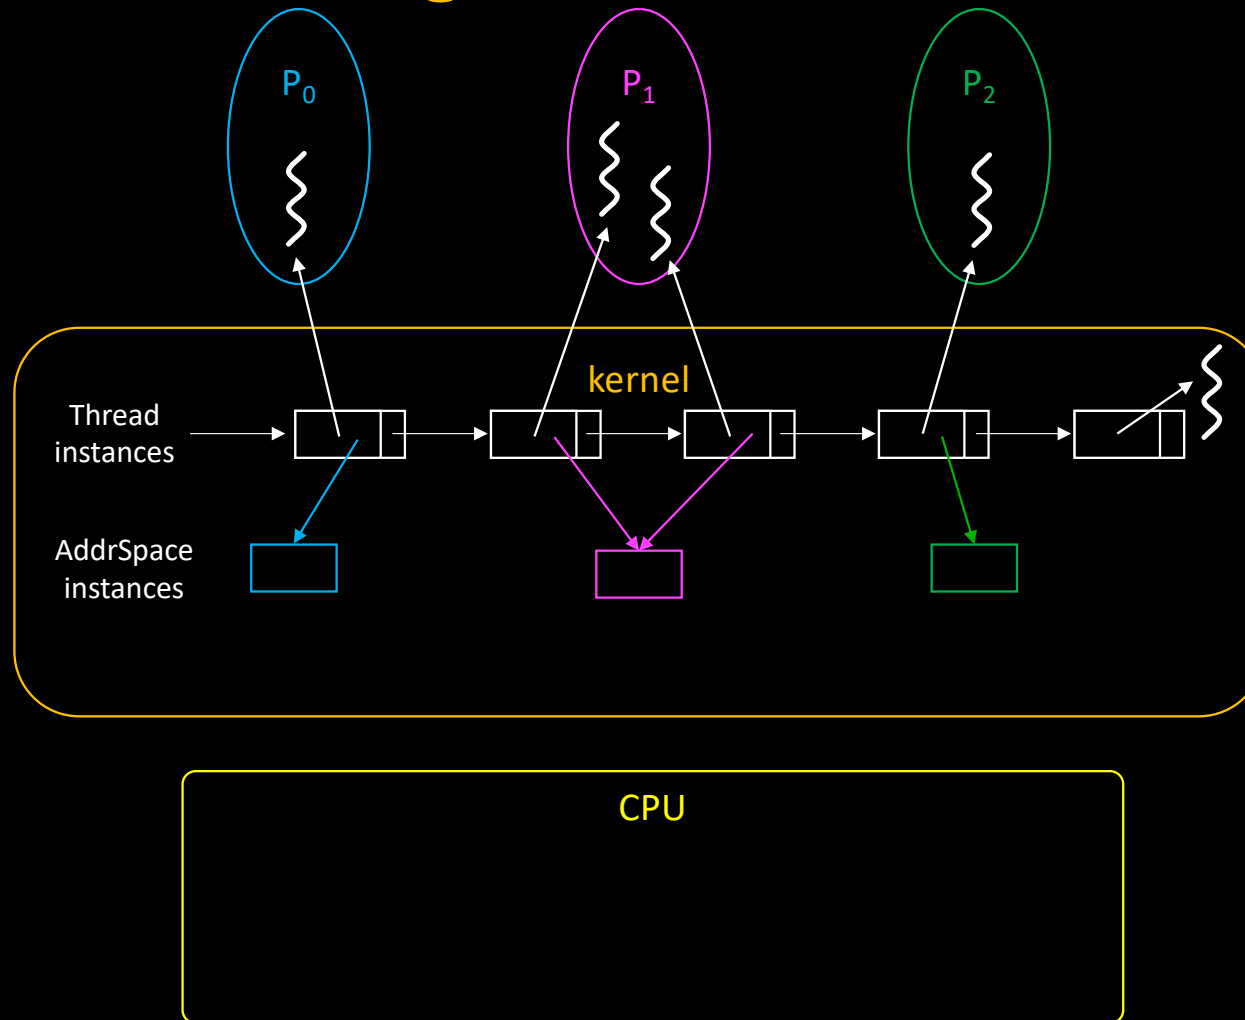 P₀
P₁
P₂
kernel
Thread
instances
AddrSpace
instances
CPU